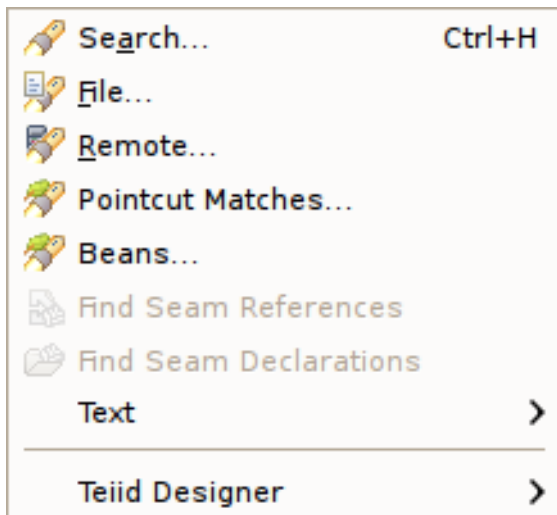 Search... Ctrl+H
File...
Remote...
Pointcut Matches...
Beans...
Find Seam References
Find Seam Declarations
Text
Teiid Designer